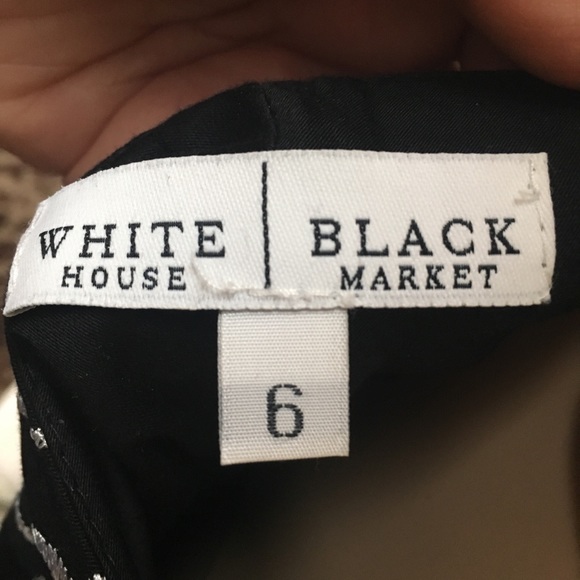 WHITE | BLACK
HOUSE | MARKET
6